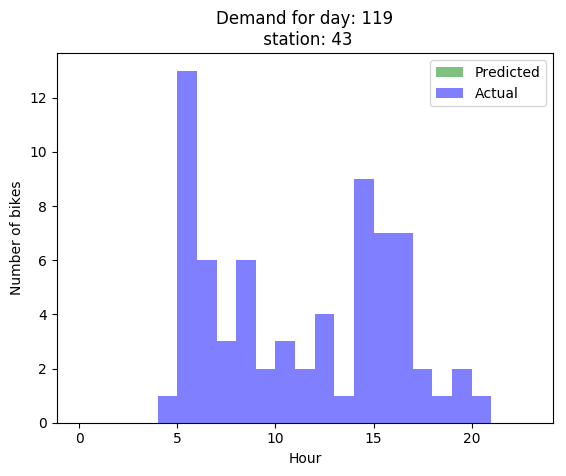 Demand for day: 119
station: 43
Predicted
Actual
Number of bikes
12
10
8
6
4
2
0
0
5
10
15
20
Hour